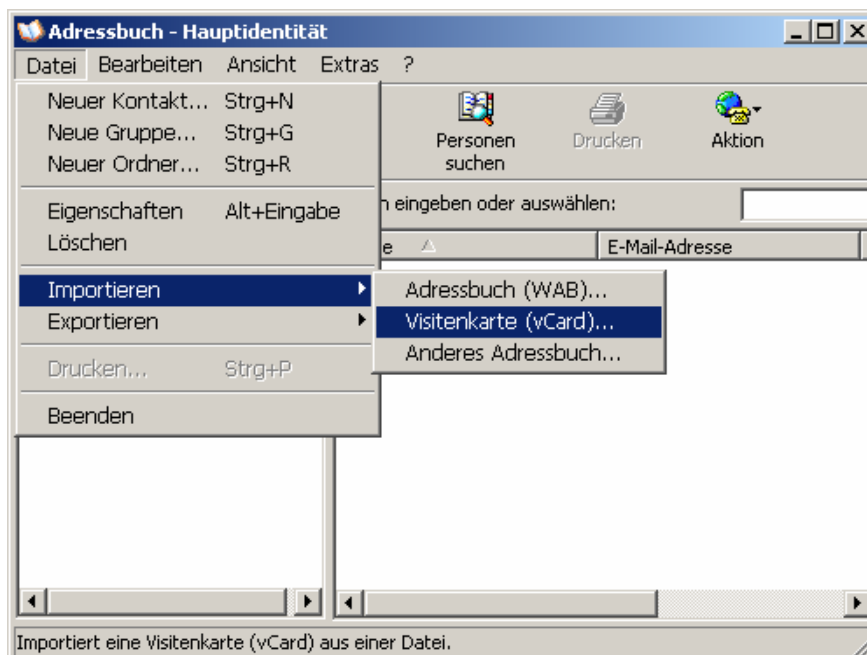 Adressbuch - Hauptidentität
Datei Bearbeiten Ansicht Extras ?
Neuer Kontakt... Strg+N
Neue Gruppe... Strg+G
Neuer Ordner... Strg+R
Eigenschaften Alt+Eingabe
Löschen
Importieren
Exportieren
Drucken... Strg+P
Beenden
Personen suchen
Drucken
Aktion
n eingeben oder auswählen:
e
E-Mail-Adresse
Adressbuch (WAB)...
Visitenkarte (vCard)...
Anderes Adressbuch...
Importiert eine Visitenkarte (vCard) aus einer Datei.